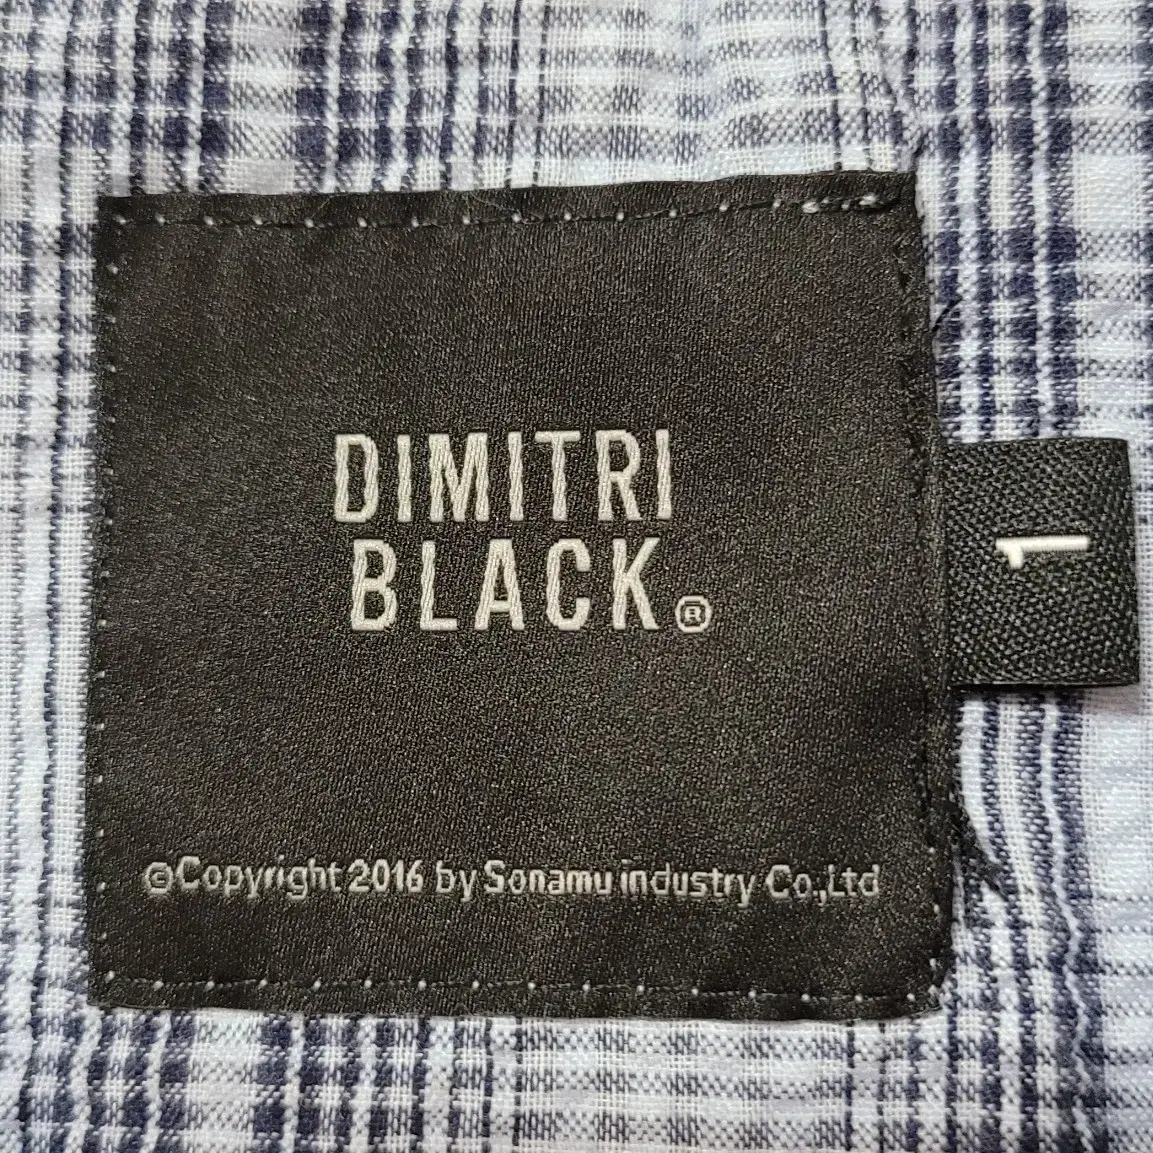 DIMITRI
BLACK®
1
©Copyright 2016 by Sonamu industry Co.,Ltd